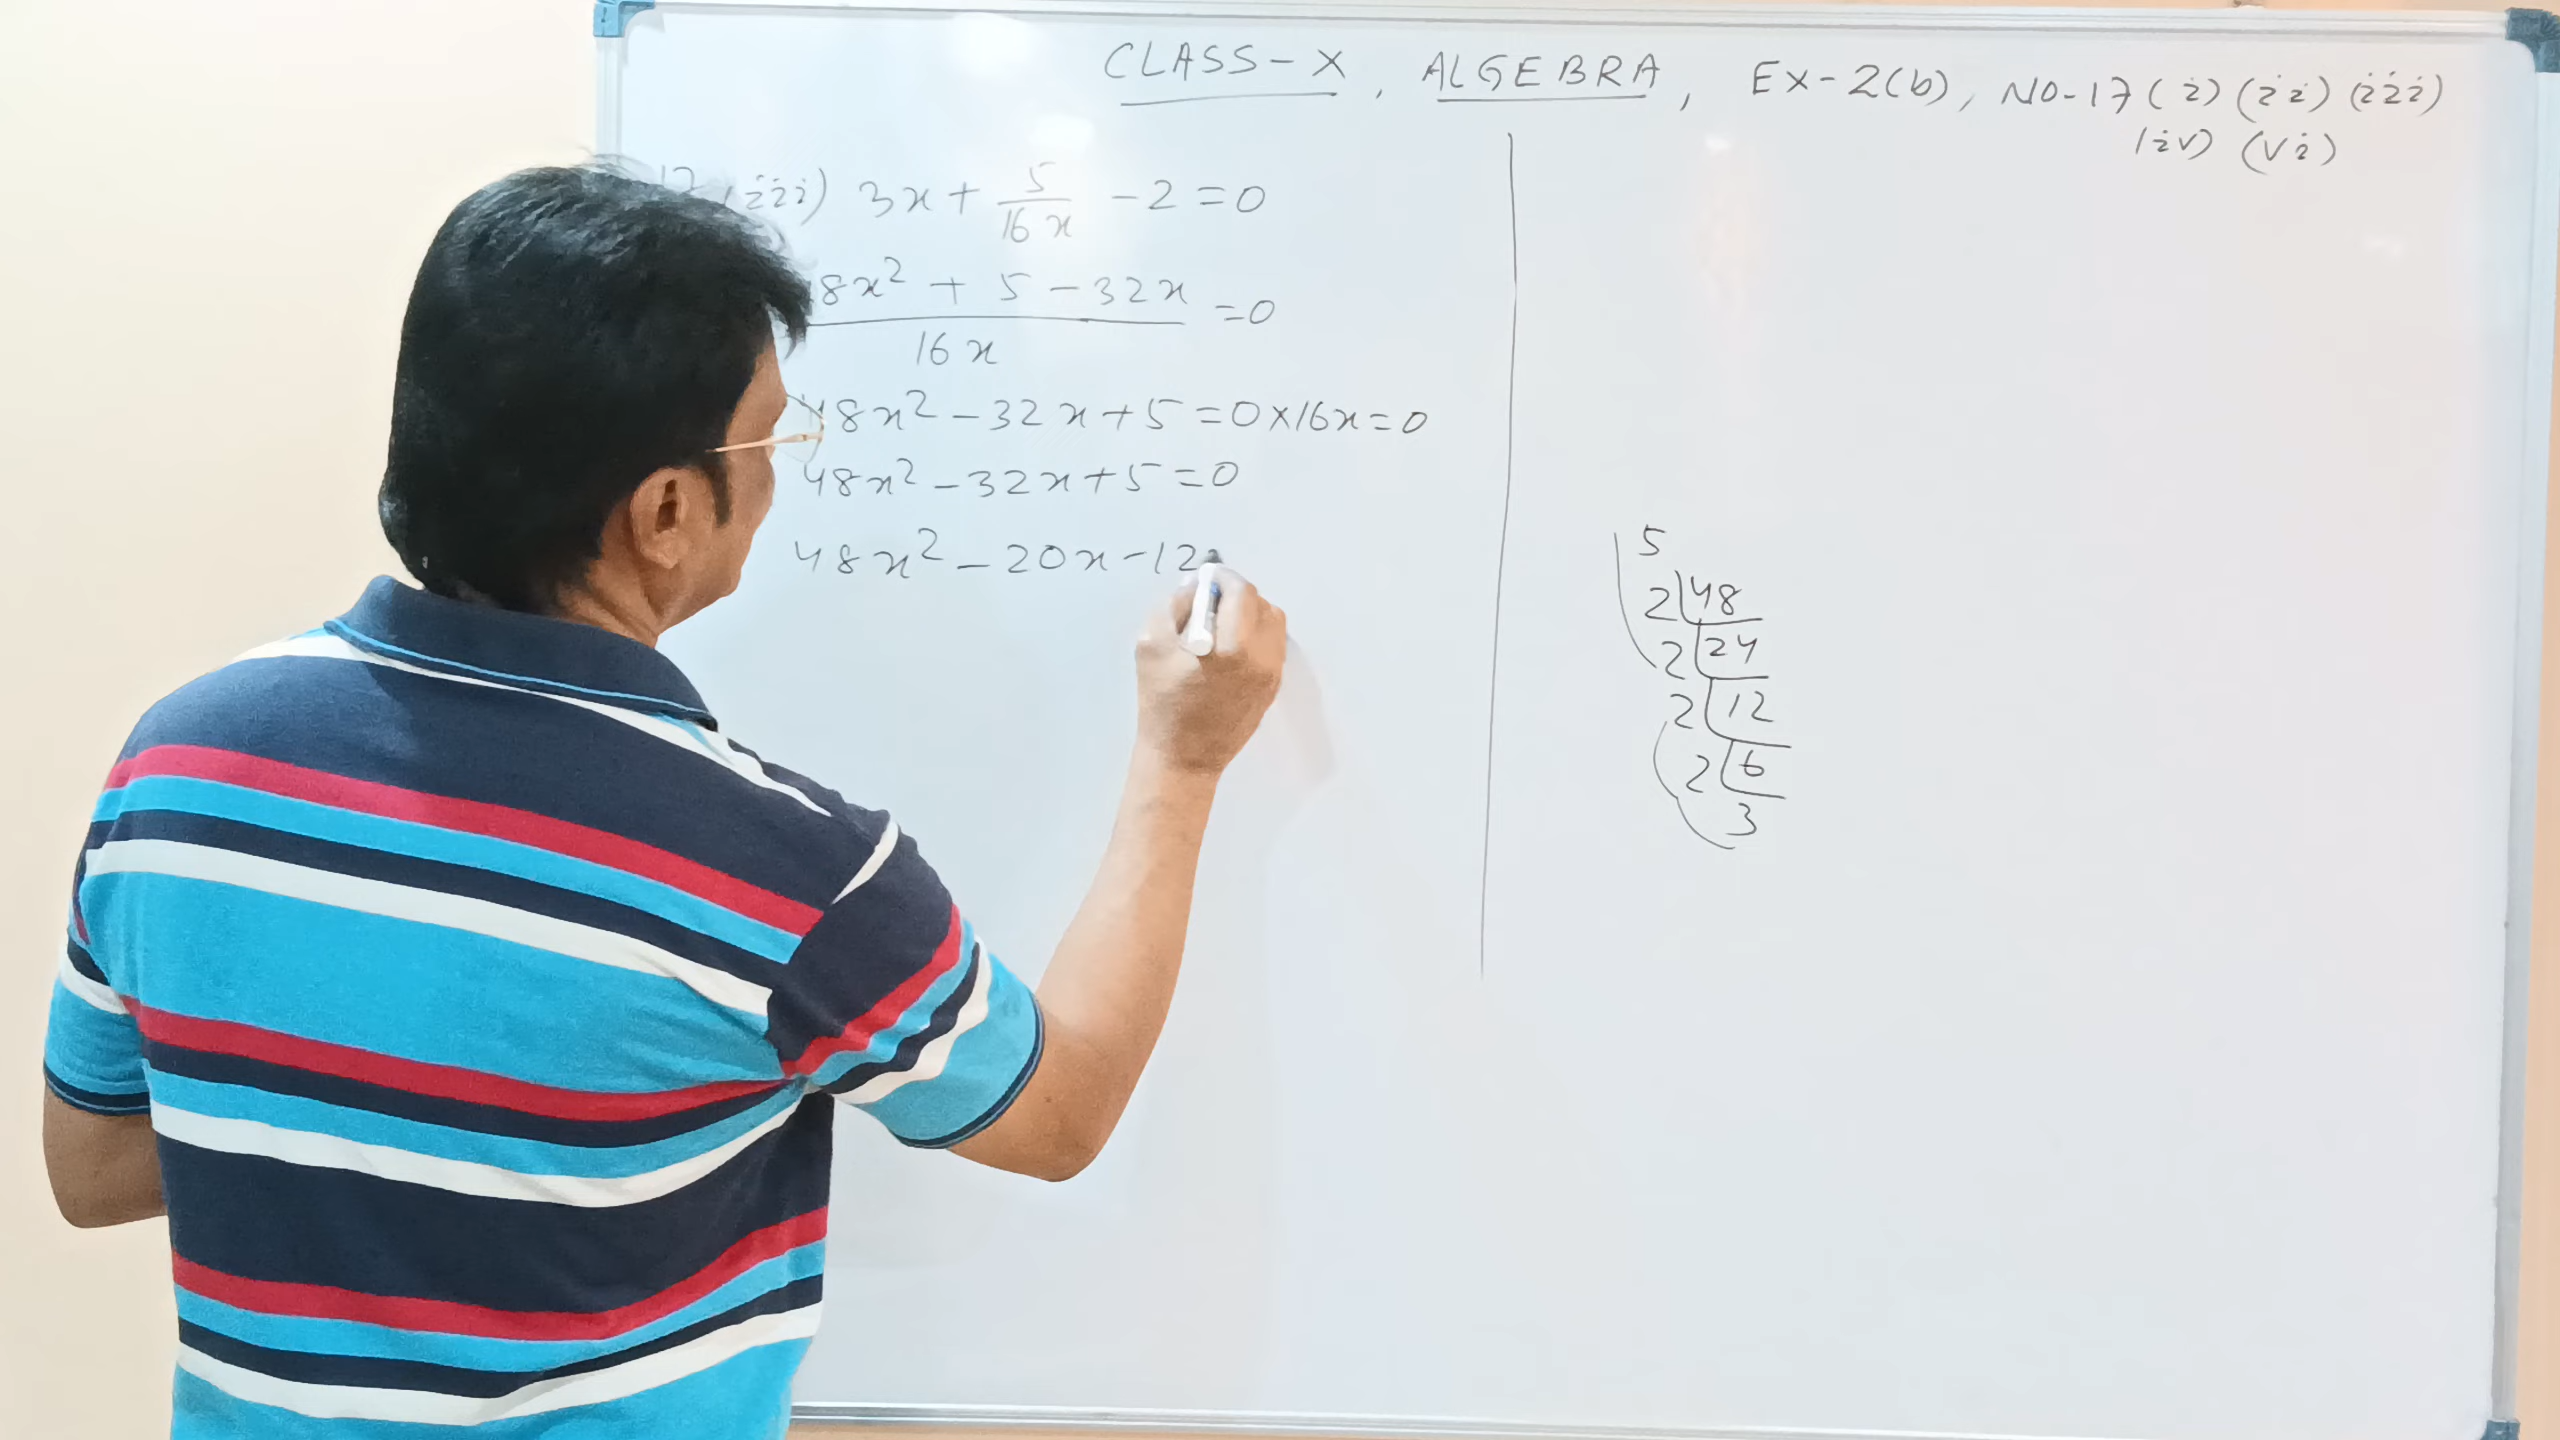 CLASS-X, ALGEBRA, EX-2(b), NO-17 (i) (ii) (iii)
(iv) (vi)
17 (iii) 3x + 5/16x - 2 = 0
48x² + 5 - 32x / 16x = 0
48x² - 32x + 5 = 0 × 16x = 0
48x² - 32x + 5 = 0
48x² - 20x - 12
5
2 48
2 24
2 12
2 6
3